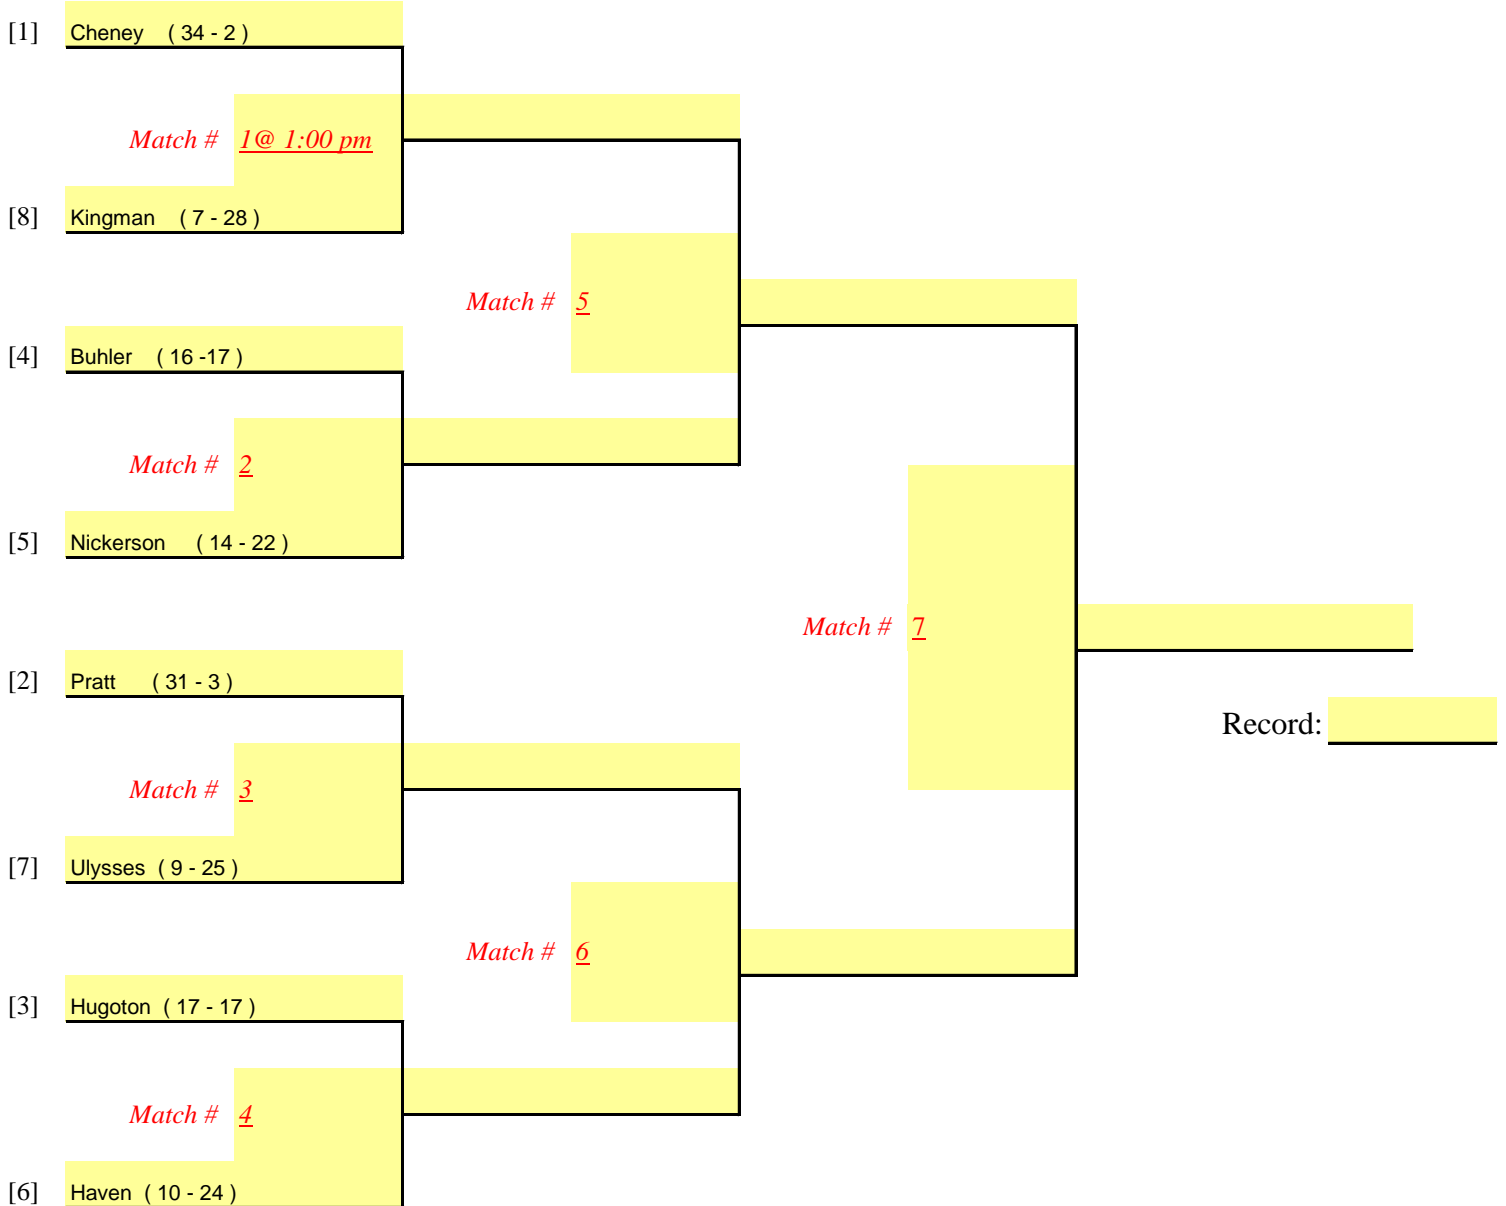 [1] Cheney ( 34 - 2 )
Match # 1@ 1:00 pm
[8] Kingman ( 7 - 28 )
Match # 5
[4] Buhler ( 16 -17 )
Match # 2
[5] Nickerson ( 14 - 22 )
Match # 7
[2] Pratt ( 31 - 3 )
Record:
Match # 3
[7] Ulysses ( 9 - 25 )
Match # 6
[3] Hugoton ( 17 - 17 )
Match # 4
[6] Haven ( 10 - 24 )